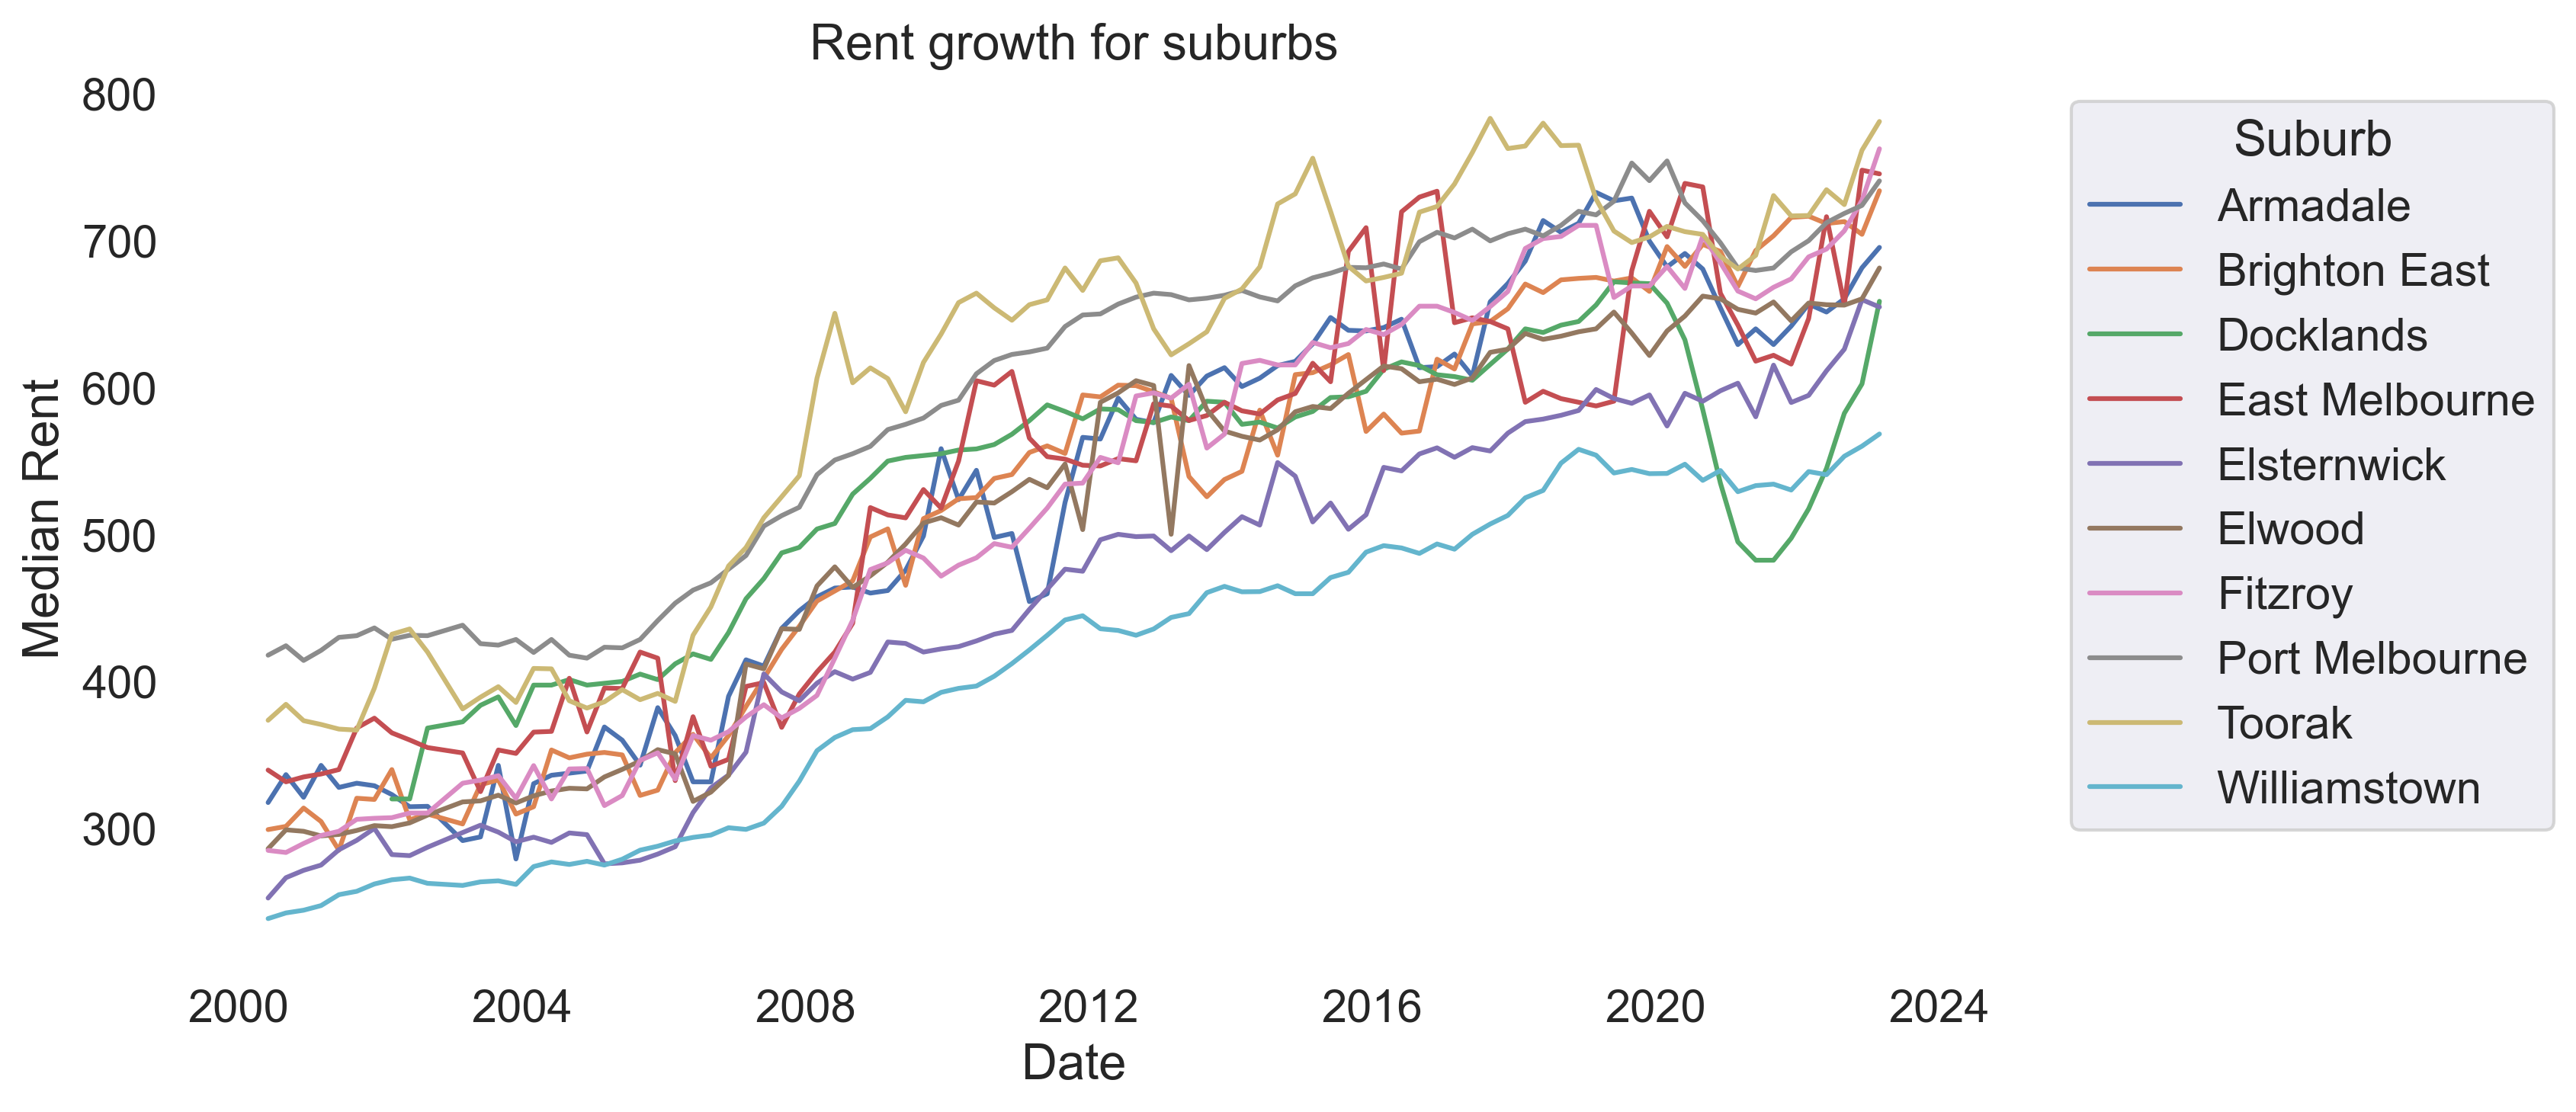 Rent growth for suburbs
800
700
600
500
400
300
Median Rent
2000
2004
2008
2012
2016
2020
2024
Date
Suburb
Armadale
Brighton East
Docklands
East Melbourne
Elsternwick
Elwood
Fitzroy
Port Melbourne
Toorak
Williamstown